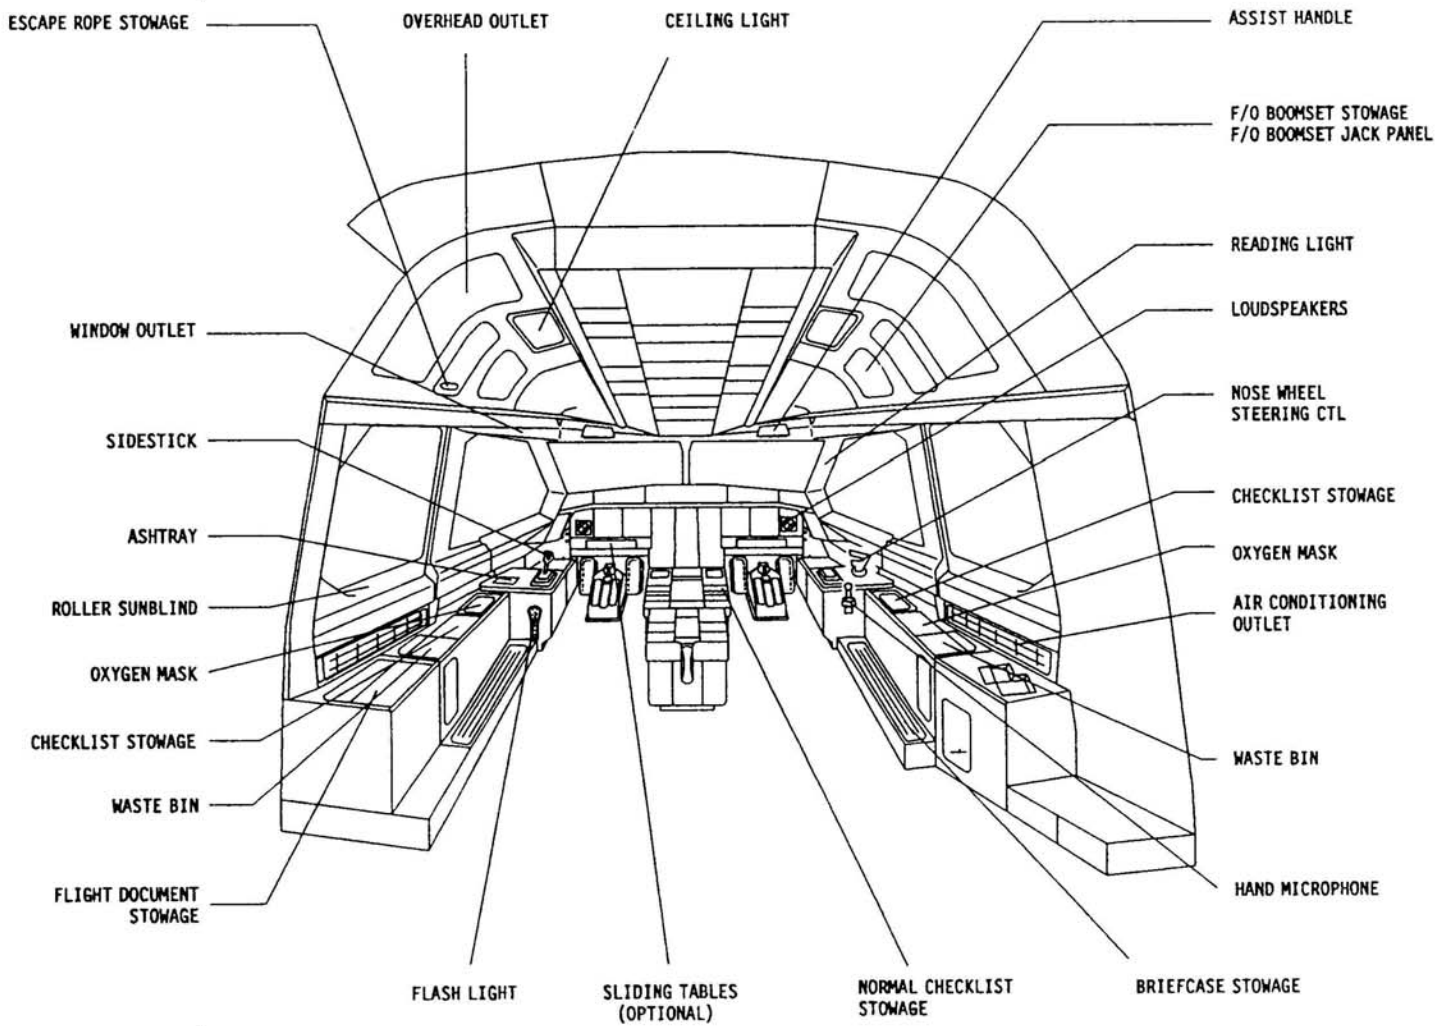 ESCAPE ROPE STOWAGE
OVERHEAD OUTLET
CEILING LIGHT
ASSIST HANDLE
F/O BOOMSET STOWAGE
F/O BOOMSET JACK PANEL
READING LIGHT
LOUDSPEAKERS
NOSE WHEEL
STEERING CTL
CHECKLIST STOWAGE
OXYGEN MASK
AIR CONDITIONING
OUTLET
WASTE BIN
HAND MICROPHONE
BRIEFCASE STOWAGE
WINDOW OUTLET
SIDESTICK
ASHTRAY
ROLLER SUNBLIND
OXYGEN MASK
CHECKLIST STOWAGE
WASTE BIN
FLIGHT DOCUMENT
STOWAGE
FLASH LIGHT
SLIDING TABLES
(OPTIONAL)
NORMAL CHECKLIST
STOWAGE